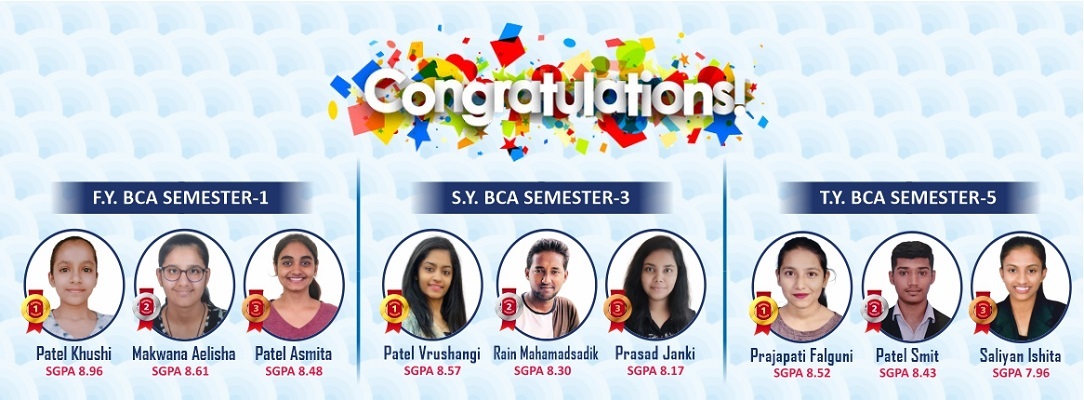 Congratulations!
F.Y. BCA SEMESTER-1
1
2
3
Patel Khushi
SGPA 8.96
Makwana Aelisha
SGPA 8.61
Patel Asmita
SGPA 8.48
S.Y. BCA SEMESTER-3
1
2
3
Patel Vrushangi
SGPA 8.57
Rain Mahamadsadik
SGPA 8.30
Prasad Janki
SGPA 8.17
T.Y. BCA SEMESTER-5
1
2
3
Prajapati Falguni
SGPA 8.52
Patel Smit
SGPA 8.43
Saliyan Ishita
SGPA 7.96